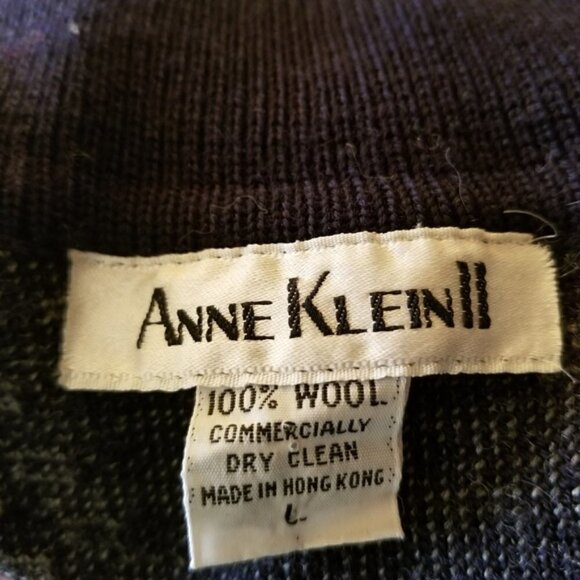 ANNE KLEIN II
100% WOOL
COMMERCIALLY
DRY CLEAN
MADE IN HONG KONG
L